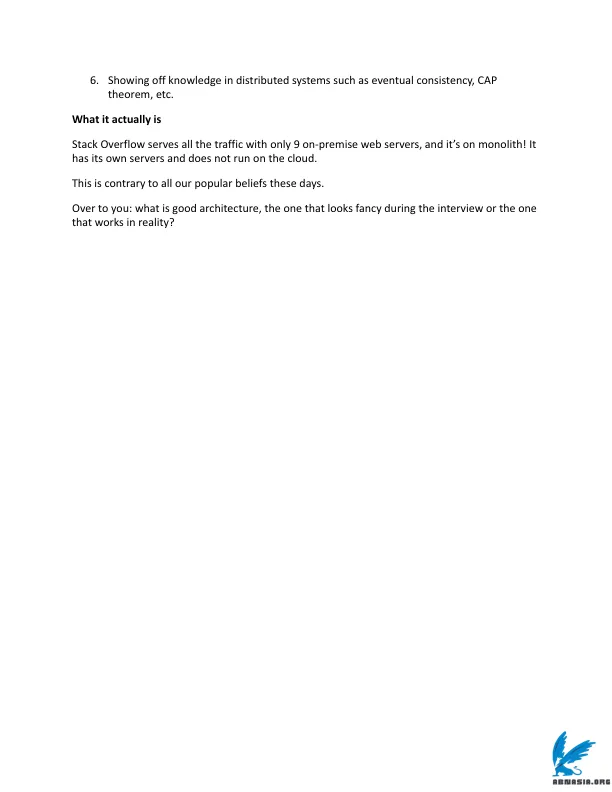 6. Showing off knowledge in distributed systems such as eventual consistency, CAP
theorem, etc.
What it actually is
Stack Overflow serves all the traffic with only 9 on-premise web servers, and it’s on monolith! It
has its own servers and does not run on the cloud.
This is contrary to all our popular beliefs these days.
Over to you: what is good architecture, the one that looks fancy during the interview or the one
that works in reality?
ABNASIA.ORG